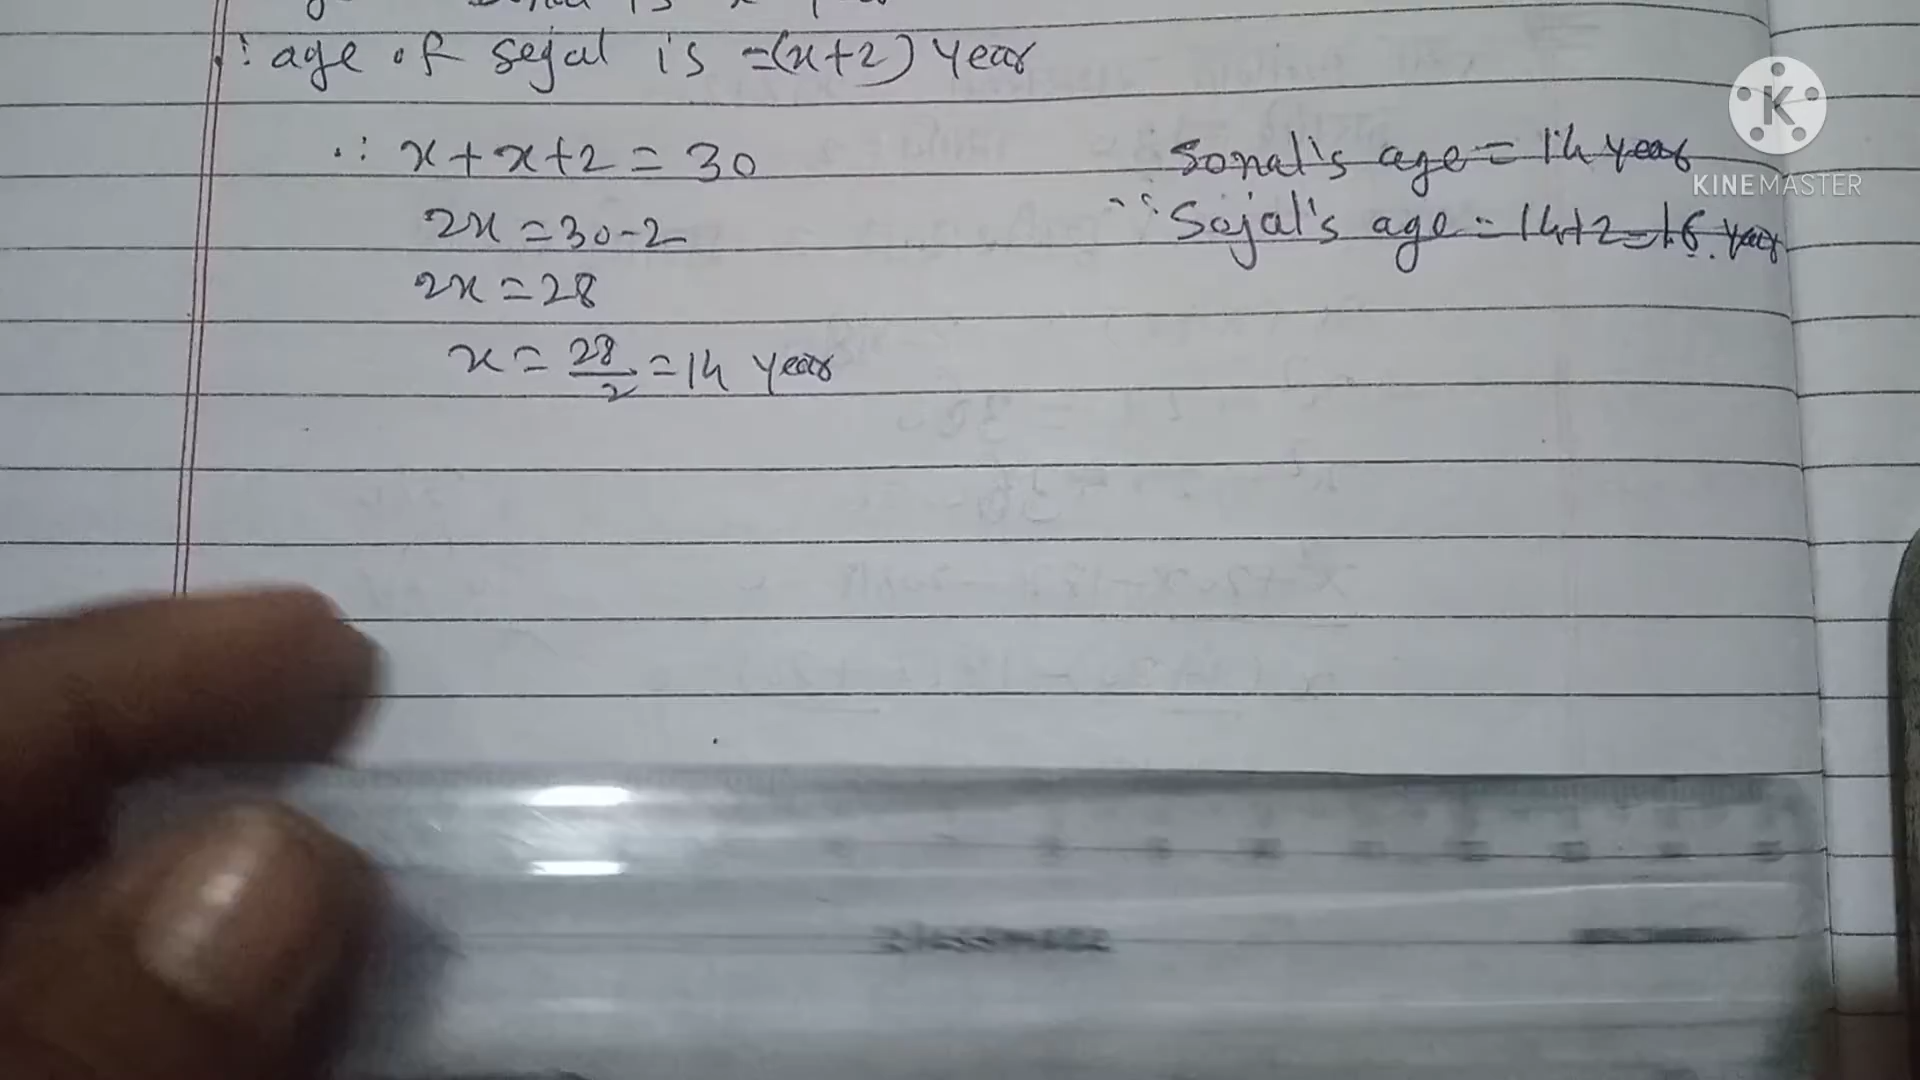 ∴ age of sejal is =(x+2) year
∴ x+x+2=30
2x=30-2
2x=28
x=28/2=14 year
Sonal's age=14 year
∴ Sajal's age=14+2=16 year
K
KINEMASTER